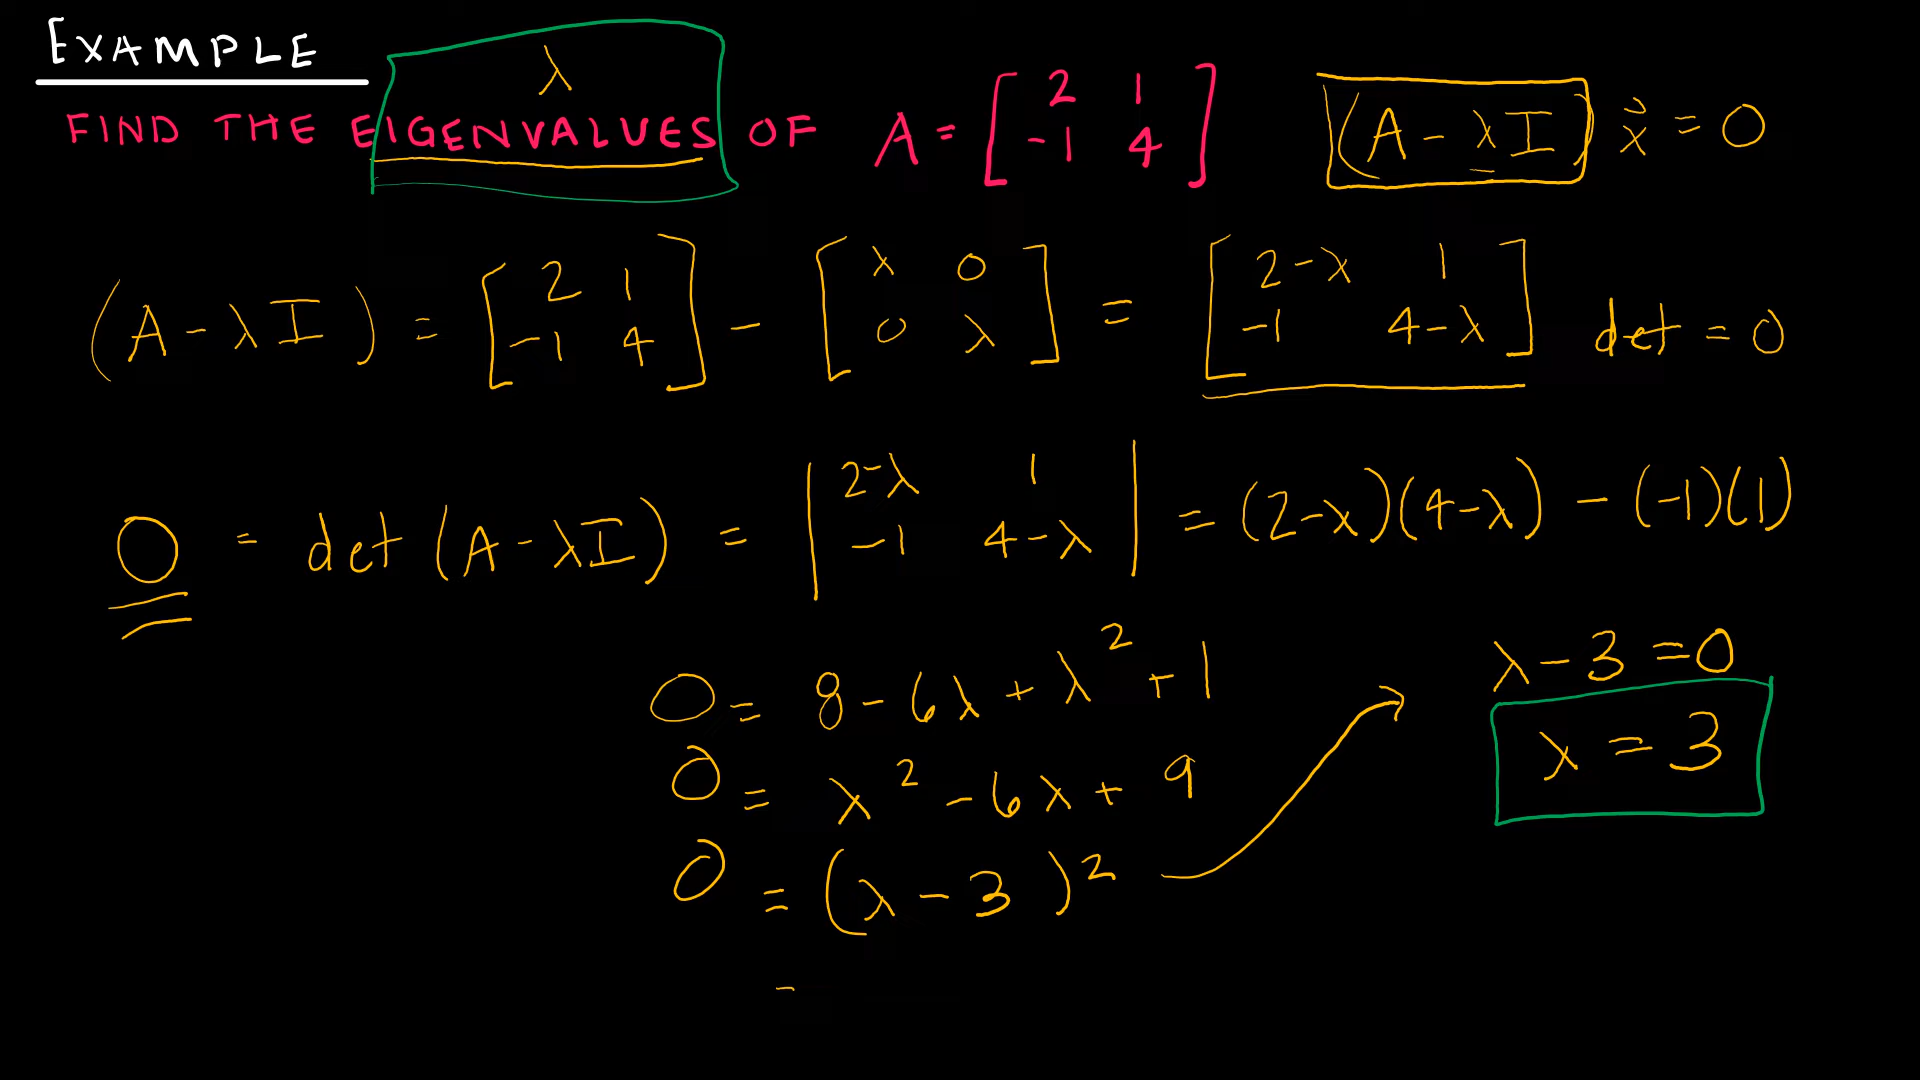 EXAMPLE
λ
FIND THE EIGENVALUES OF A = [2 1; -1 4] (A - λI) x⃗ = 0
(A - λI) = [2 1; -1 4] - [λ 0; 0 λ] = [2-λ 1; -1 4-λ] det = 0
0 = det (A - λI) = |2-λ 1; -1 4-λ| = (2-λ)(4-λ) - (-1)(1)
0 = 8 - 6λ + λ² + 1
λ - 3 = 0
0 = λ² - 6λ + 9
λ = 3
0 = (λ - 3)²
-